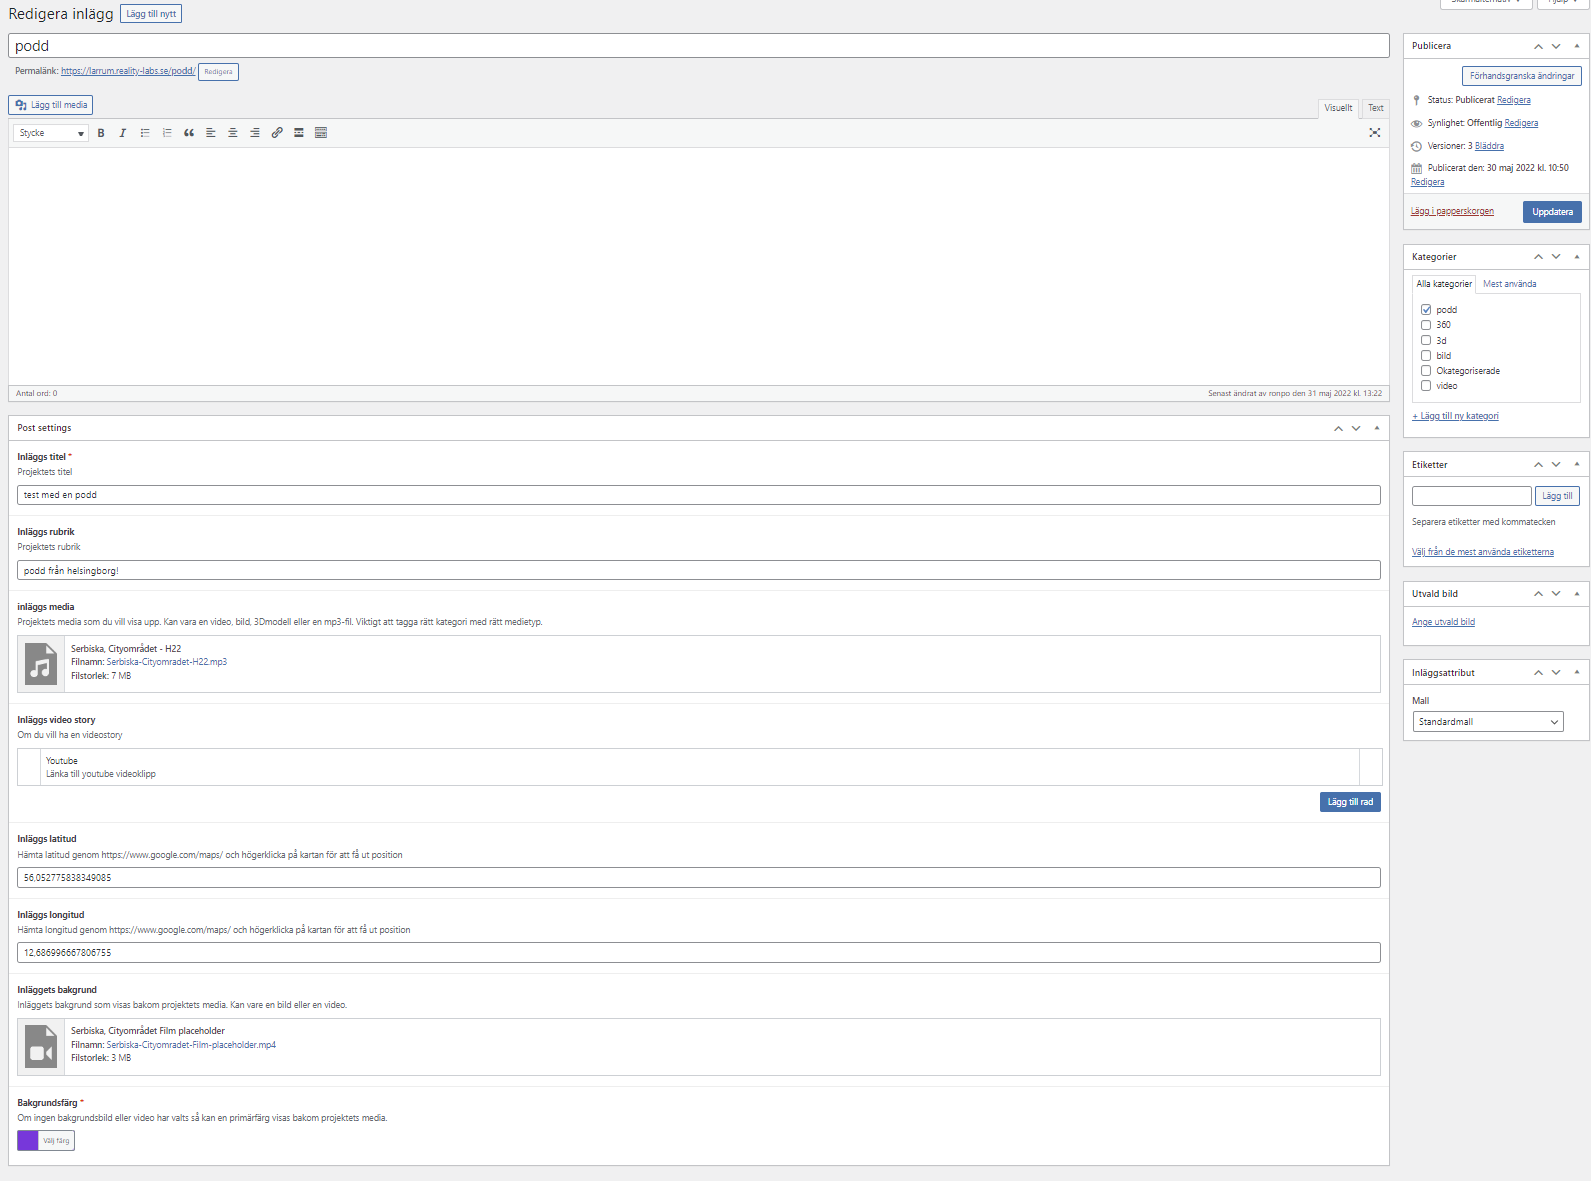 Redigera inlägg
Lägg till nytt
podd
Permalänk: https://larrum.reality-labs.se/podd/ Redigera
Lägg till media
Visuellt
Text
Stycke
Antal ord: 0
Senast ändrat av ronpo den 31 maj 2022 kl. 13:22
Post settings
Inläggs titel *
Projektets titel
test med en podd
Inläggs rubrik
Projektets rubrik
podd från helsingborg!
inläggs media
Projektets media som du vill visa upp. Kan vara en video, bild, 3Dmodell eller en mp3-fil. Viktigt att tagga rätt kategori med rätt medietyp.
Serbiska, Cityområdet - H22
Filnamn: Serbiska-Cityomradet-H22.mp3
Filstorlek: 7 MB
Inläggs video story
Om du vill ha en videostory
Youtube
Länka till youtube videoklipp
Lägg till rad
Inläggs latitud
Hämta latitud genom https://www.google.com/maps/ och högerklicka på kartan för att få ut position
56,052775838349085
Inläggs longitud
Hämta longitud genom https://www.google.com/maps/ och högerklicka på kartan för att få ut position
12,686996667806755
Inläggets bakgrund
Inläggets bakgrund som visas bakom projektets media. Kan vare en bild eller en video.
Serbiska, Cityområdet Film placeholder
Filnamn: Serbiska-Cityomradet-Film-placeholder.mp4
Filstorlek: 3 MB
Bakgrundsfärg *
Om ingen bakgrundsbild eller video har valts så kan en primärfärg visas bakom projektets media.
Välj färg
Publicera
Förhandsgranska ändringar
Status: Publicerat Redigera
Synlighet: Offentlig Redigera
Versioner: 3 Bläddra
Publicerat den: 30 maj 2022 kl. 10:50
Redigera
Lägg i papperskorgen
Uppdatera
Kategorier
Alla kategorier
Mest använda
podd
360
3d
bild
Okategoriserade
video
+ Lägg till ny kategori
Etiketter
Lägg till
Separera etiketter med kommatecken
Välj från de mest använda etiketterna
Utvald bild
Ange utvald bild
Inläggsattribut
Mall
Standardmall